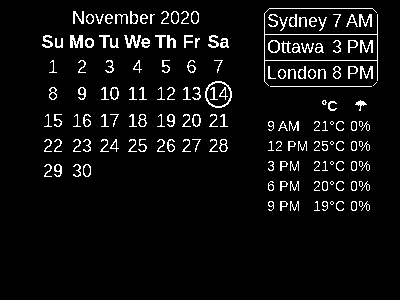 November 2020
Su Mo Tu We Th Fr Sa
1 2 3 4 5 6 7
8 9 10 11 12 13 14
15 16 17 18 19 20 21
22 23 24 25 26 27 28
29 30
Sydney 7 AM
Ottawa 3 PM
London 8 PM
°C ☂
9 AM 21°C 0%
12 PM 25°C 0%
3 PM 21°C 0%
6 PM 20°C 0%
9 PM 19°C 0%